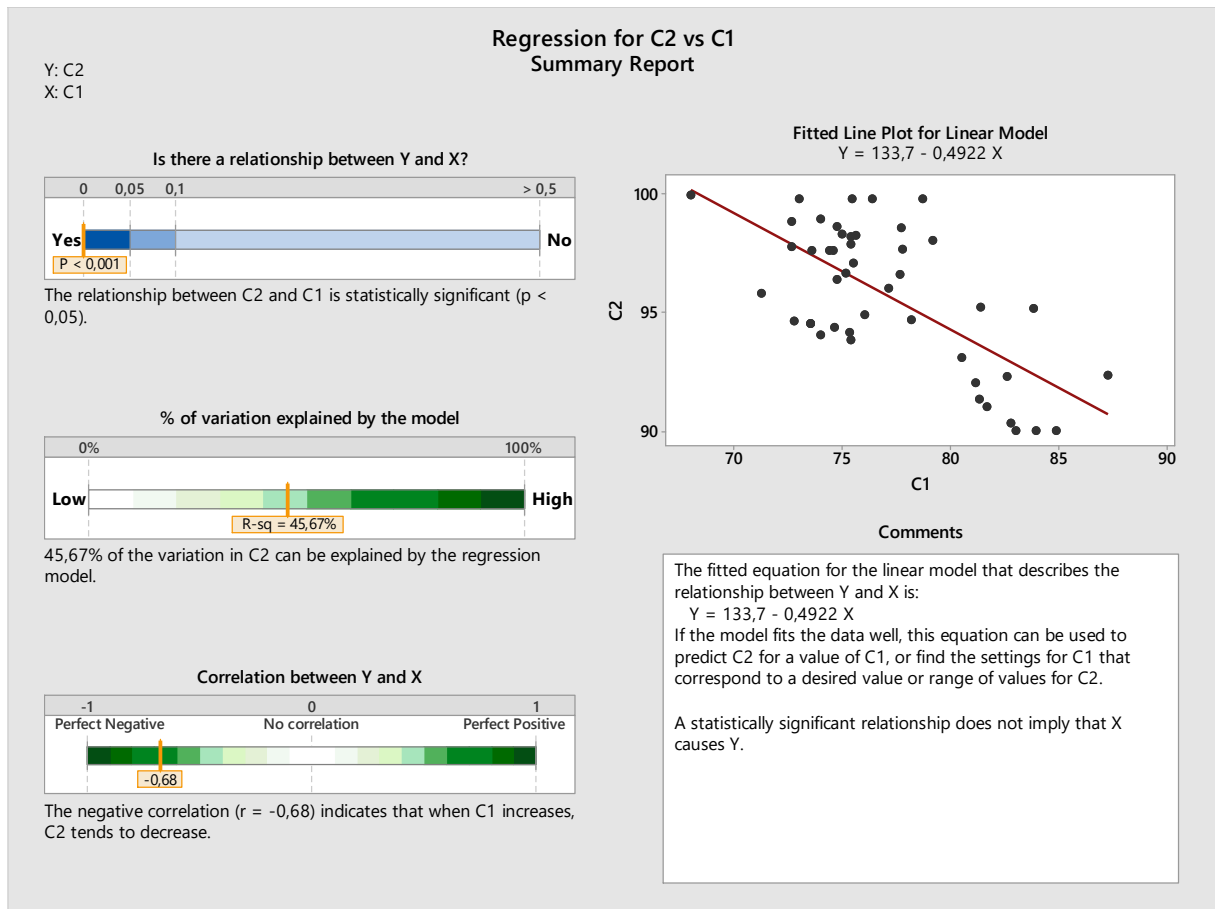 Regression for C2 vs C1
Summary Report
Y: C2
X: C1
Is there a relationship between Y and X?
0 0,05 0,1 > 0,5
Yes No
P < 0,001
The relationship between C2 and C1 is statistically significant (p <
0,05).
% of variation explained by the model
0% 100%
Low High
R-sq = 45,67%
45,67% of the variation in C2 can be explained by the regression
model.
Correlation between Y and X
-1 0 1
Perfect Negative No correlation Perfect Positive
-0,68
The negative correlation (r = -0,68) indicates that when C1 increases,
C2 tends to decrease.
Fitted Line Plot for Linear Model
Y = 133,7 - 0,4922 X
100
95
90
C2
70 75 80 85 90
C1
Comments
The fitted equation for the linear model that describes the
relationship between Y and X is:
Y = 133,7 - 0,4922 X
If the model fits the data well, this equation can be used to
predict C2 for a value of C1, or find the settings for C1 that
correspond to a desired value or range of values for C2.
A statistically significant relationship does not imply that X
causes Y.